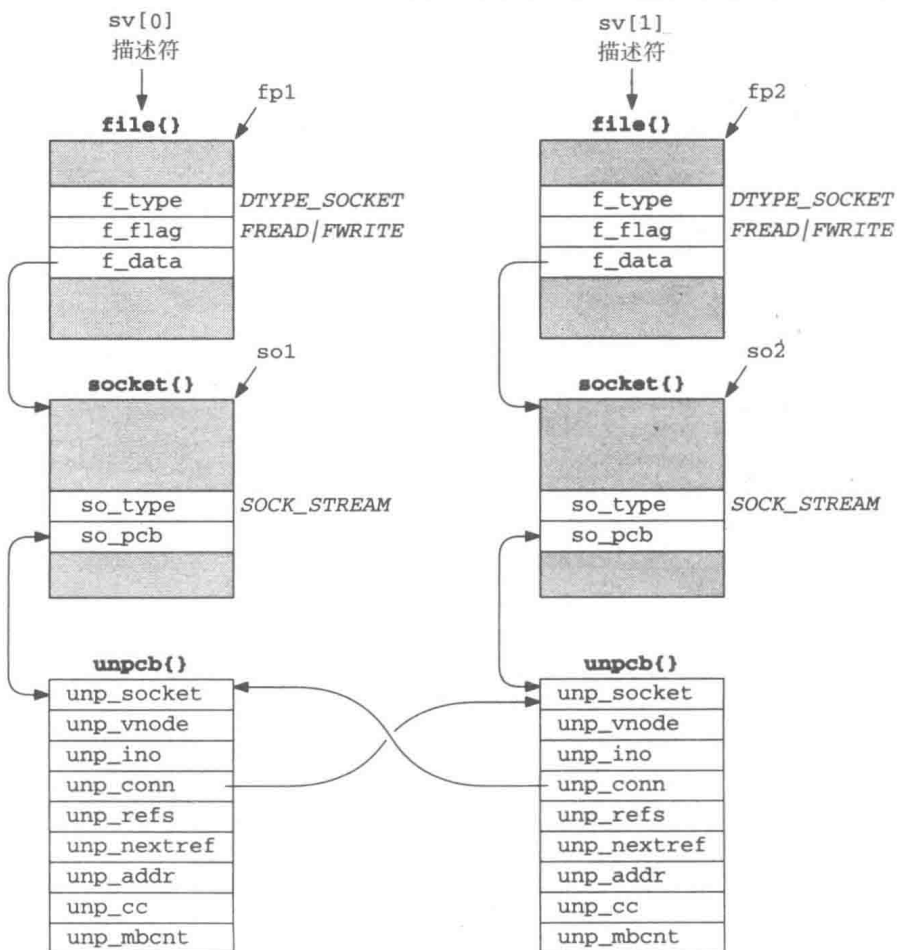 sv[0]
描述符
fp1
file{}
f_type DTYPE_SOCKET
f_flag FREAD|FWRITE
f_data
so1
socket{}
so_type SOCK_STREAM
so_pcb
unpcb{}
unp_socket
unp_vnode
unp_ino
unp_conn
unp_refs
unp_nextref
unp_addr
unp_cc
unp_mbcnt
sv[1]
描述符
fp2
file{}
f_type DTYPE_SOCKET
f_flag FREAD|FWRITE
f_data
so2
socket{}
so_type SOCK_STREAM
so_pcb
unpcb{}
unp_socket
unp_vnode
unp_ino
unp_conn
unp_refs
unp_nextref
unp_addr
unp_cc
unp_mbcnt